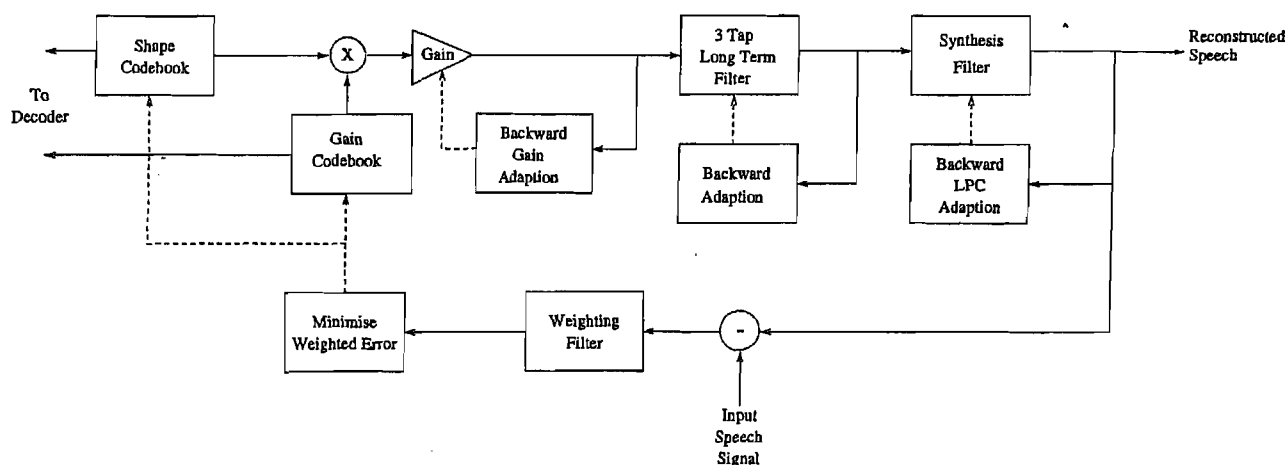 Shape
Codebook
X
Gain
3 Tap
Long Term
Filter
Synthesis
Filter
Reconstructed
Speech
To
Decoder
Gain
Codebook
Backward
Gain
Adaption
Backward
Adaption
Backward
LPC
Adaption
Minimise
Weighted Error
Weighting
Filter
-
Input
Speech
Signal